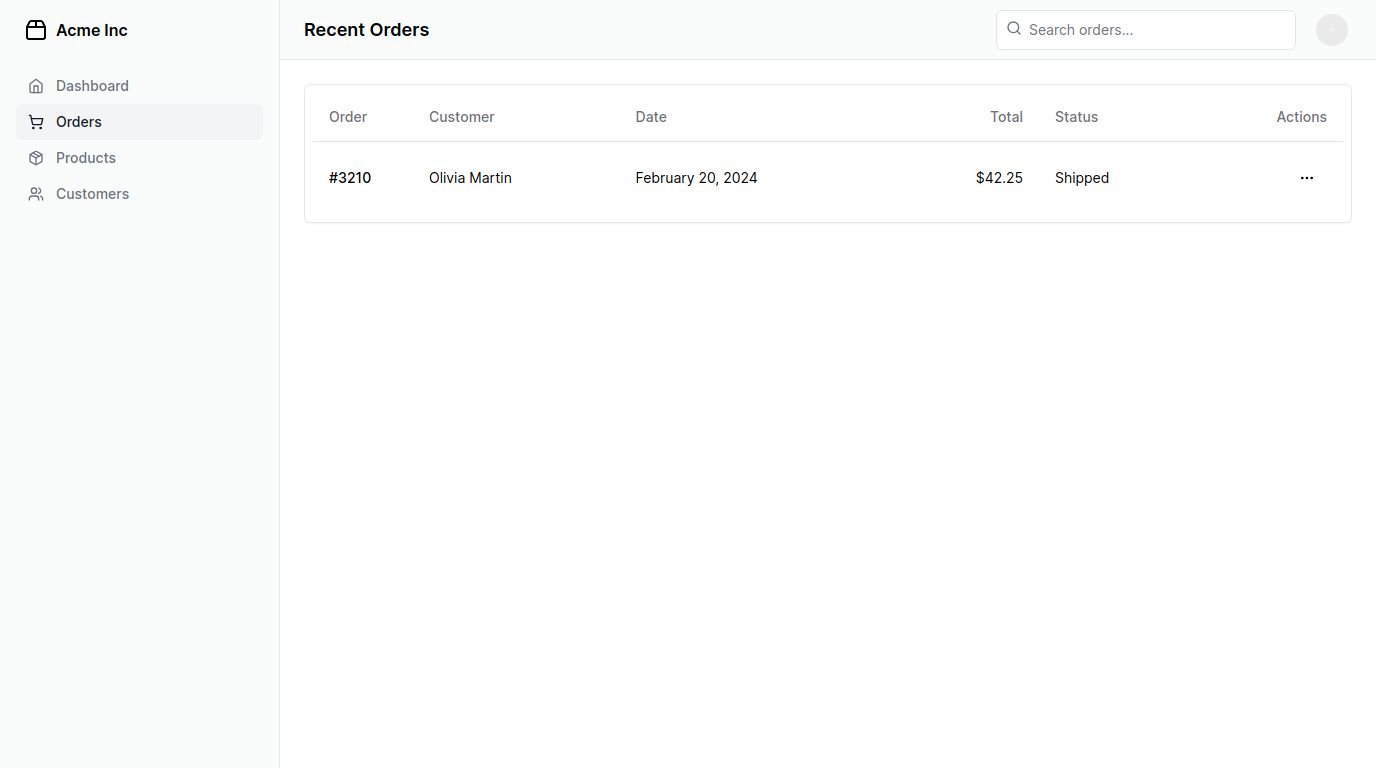 Acme Inc
Recent Orders
Search orders...
Dashboard
Orders
Products
Customers
Order Customer Date Total Status Actions
#3210 Olivia Martin February 20, 2024 $42.25 Shipped